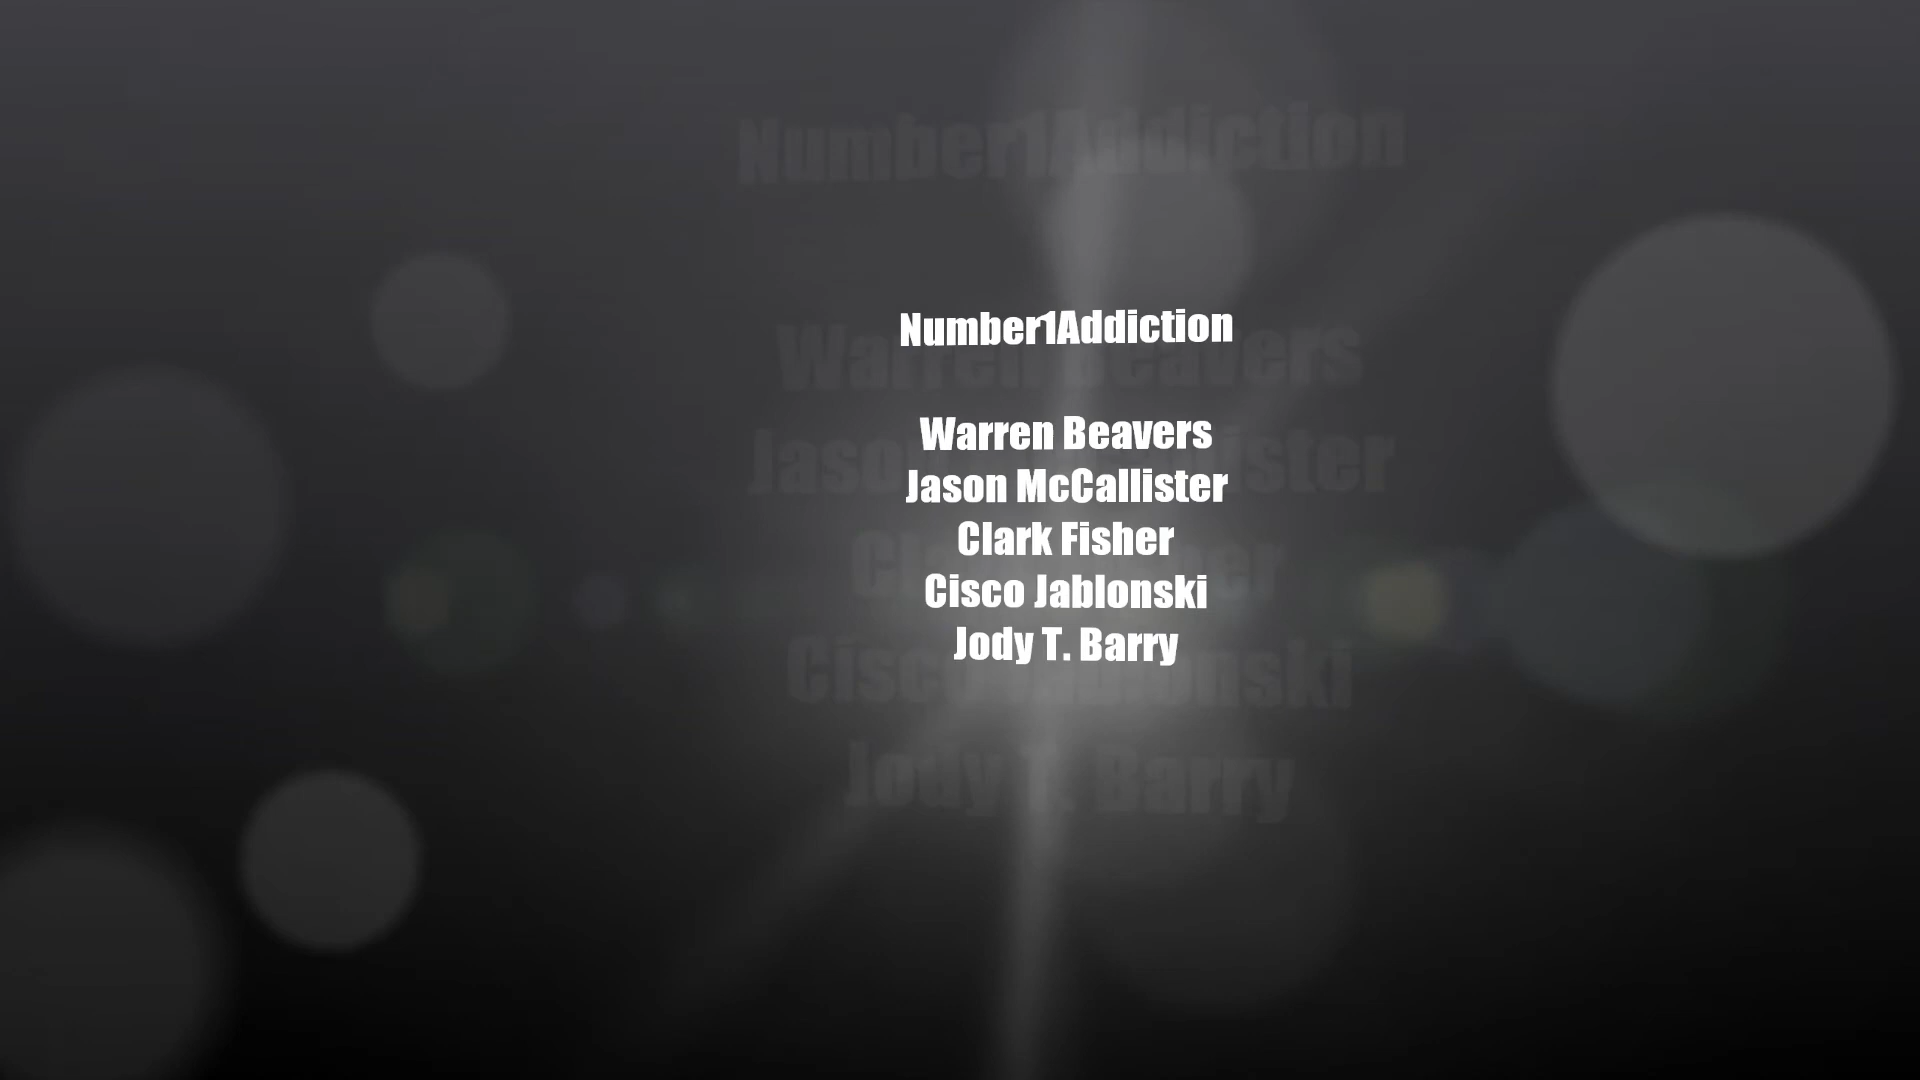 Number1Addiction
Warren Beavers
Jason McCallister
Clark Fisher
Cisco Jablonski
Jody T. Barry